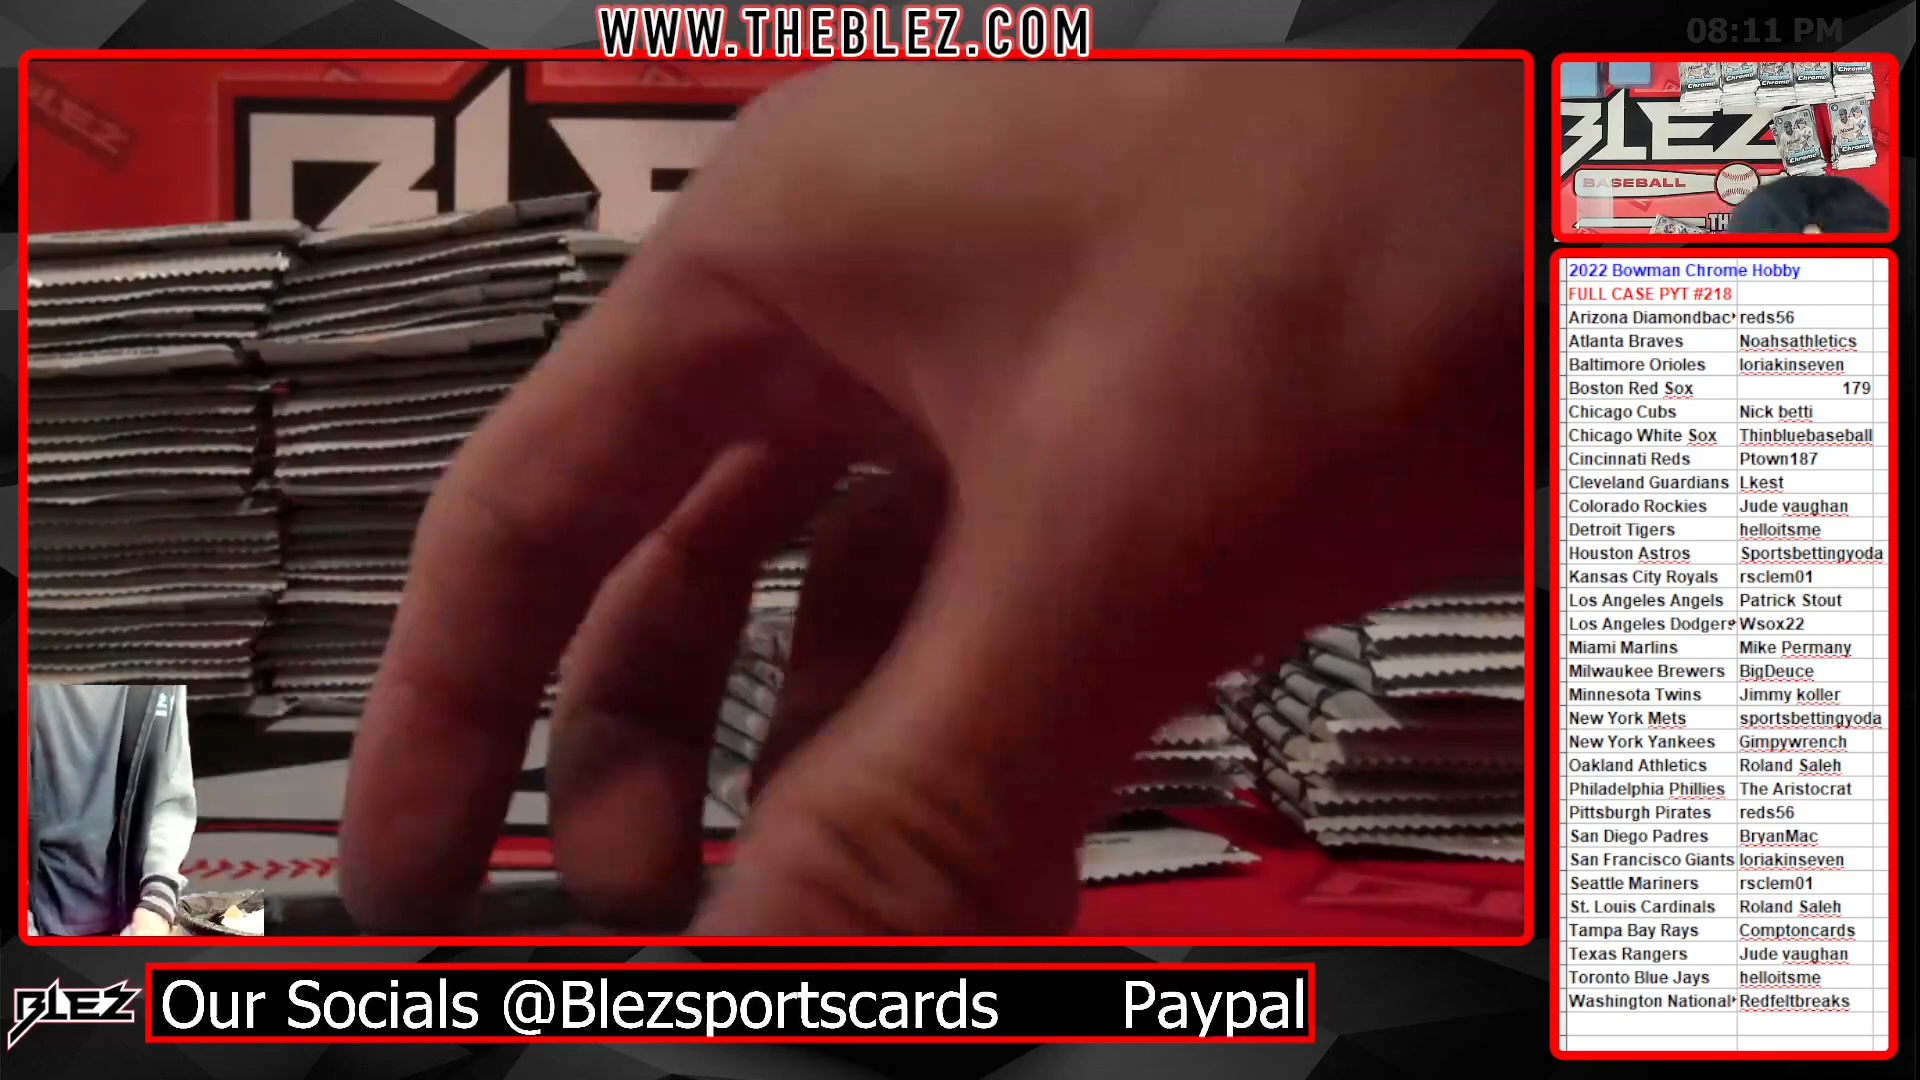 WWW.THEBLEZ.COM
08:11 PM
BLEZ
BLEZ
BLEZ
BASEBALL
Chrome
Chrome
2022 Bowman Chrome Hobby
FULL CASE PYT #218
Arizona Diamondbac reds56
Atlanta Braves Noahsathletics
Baltimore Orioles loriakinseven
Boston Red Sox 179
Chicago Cubs Nick betti
Chicago White Sox Thinbluebaseball
Cincinnati Reds Ptown187
Cleveland Guardians Lkest
Colorado Rockies Jude vaughan
Detroit Tigers helloitsme
Houston Astros Sportsbettingyoda
Kansas City Royals rsclem01
Los Angeles Angels Patrick Stout
Los Angeles Dodgers Wsox22
Miami Marlins Mike Permany
Milwaukee Brewers BigDeuce
Minnesota Twins Jimmy koller
New York Mets sportsbettingyoda
New York Yankees Gimpywrench
Oakland Athletics Roland Saleh
Philadelphia Phillies The Aristocrat
Pittsburgh Pirates reds56
San Diego Padres BryanMac
San Francisco Giants loriakinseven
Seattle Mariners rsclem01
St. Louis Cardinals Roland Saleh
Tampa Bay Rays Comptoncards
Texas Rangers Jude vaughan
Toronto Blue Jays helloitsme
Washington National Redfeltbreaks
BLEZ
Our Socials @Blezsportscards Paypal